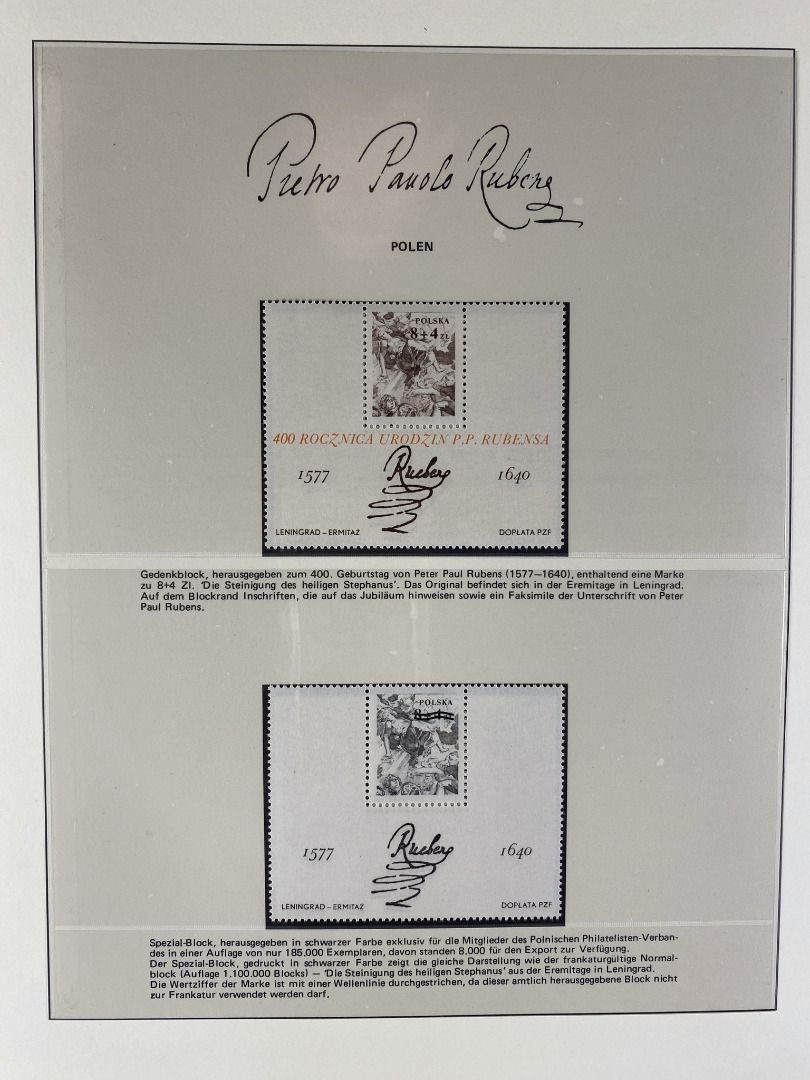 Pietro Pauolo Rubens
POLEN
POLSKA
8+4 ZŁ
400 ROCZNICA URODZIN P.P. RUBENSA
1577 1640
LENINGRAD – ERMITAŻ DOPŁATA PZF
Gedenkblock, herausgegeben zum 400. Geburtstag von Peter Paul Rubens (1577—1640), enthaltend eine Marke
zu 8+4 Zl. 'Die Steinigung des heiligen Stephanus'. Das Original befindet sich in der Eremitage in Leningrad.
Auf dem Blockrand Inschriften, die auf das Jubiläum hinweisen sowie ein Faksimile der Unterschrift von Peter
Paul Rubens.
POLSKA
8+4 ZŁ
1577 1640
LENINGRAD – ERMITAŻ DOPŁATA PZF
Spezial-Block, herausgegeben in schwarzer Farbe exklusiv für die Mitglieder des Polnischen Philatelisten-Verban-
des in einer Auflage von nur 185.000 Exemplaren, davon standen 8.000 für den Export zur Verfügung.
Der Spezial-Block, gedruckt in schwarzer Farbe zeigt die gleiche Darstellung wie der frankaturgültige Normal-
block (Auflage 1.100.000 Blocks) — 'Die Steinigung des heiligen Stephanus' aus der Eremitage in Leningrad.
Die Wertziffer der Marke ist mit einer Wellenlinie durchgestrichen, da dieser amtlich herausgegebene Block nicht
zur Frankatur verwendet werden darf.